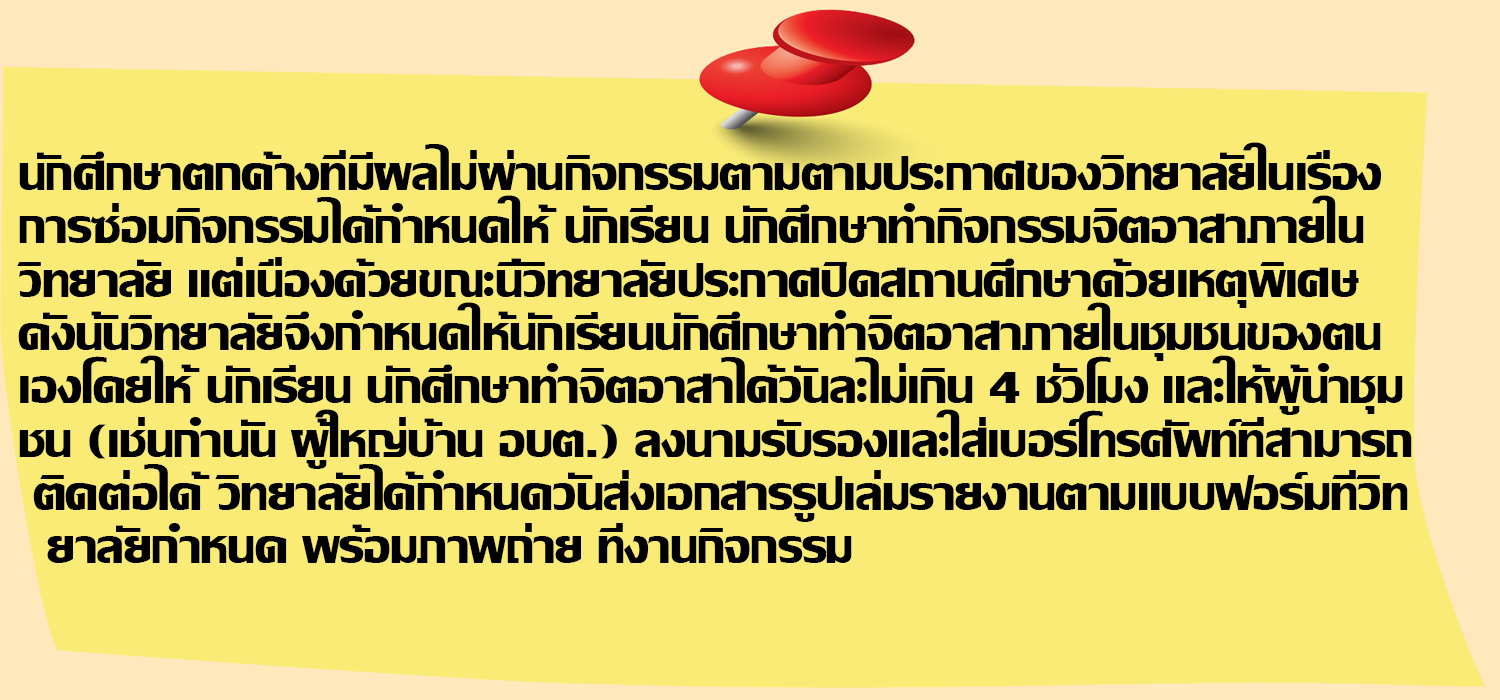 นักศึกษาตกค้างที่มีผลไม่ผ่านกิจกรรมตามตามประกาศของวิทยาลัยในเรื่อง
การซ่อมกิจกรรมได้กำหนดให้ นักเรียน นักศึกษาทำกิจกรรมจิตอาสาภายใน
วิทยาลัย แต่เนื่องด้วยขณะนี้วิทยาลัยประกาศปิดสถานศึกษาด้วยเหตุพิเศษ
ดังนั้นวิทยาลัยจึงกำหนดให้นักเรียนนักศึกษาทำจิตอาสาภายในชุมชนของตน
เองโดยให้ นักเรียน นักศึกษาทำจิตอาสาได้วันละไม่เกิน 4 ชั่วโมง และให้ผู้นำชุม
ชน (เช่นกำนัน ผู้ใหญ่บ้าน อบต.) ลงนามรับรองและใส่เบอร์โทรศัพท์ที่สามารถ
ติดต่อได้ วิทยาลัยได้กำหนดวันส่งเอกสารรูปเล่มรายงานตามแบบฟอร์มที่วิท
ยาลัยกำหนด พร้อมภาพถ่าย ที่งานกิจกรรม